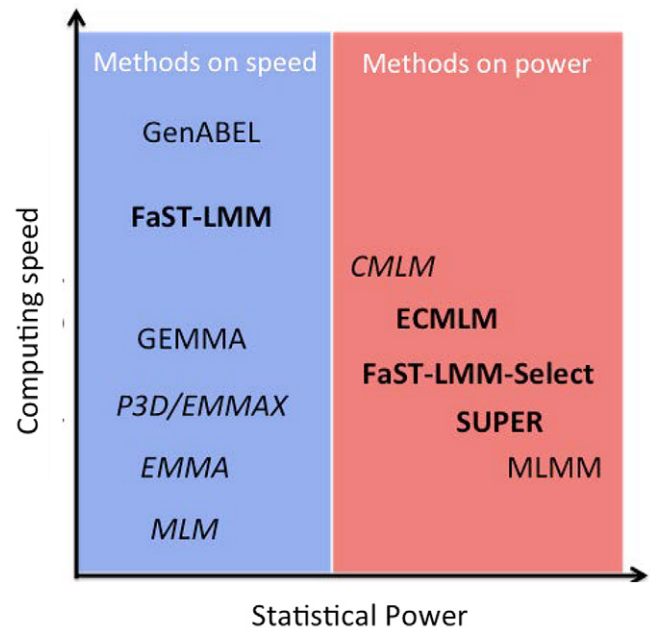 Methods on speed
Methods on power
GenABEL
FaST-LMM
CMLM
ECMLM
GEMMA
FaST-LMM-Select
P3D/EMMAX
SUPER
EMMA
MLMM
MLM
Computing speed
Statistical Power